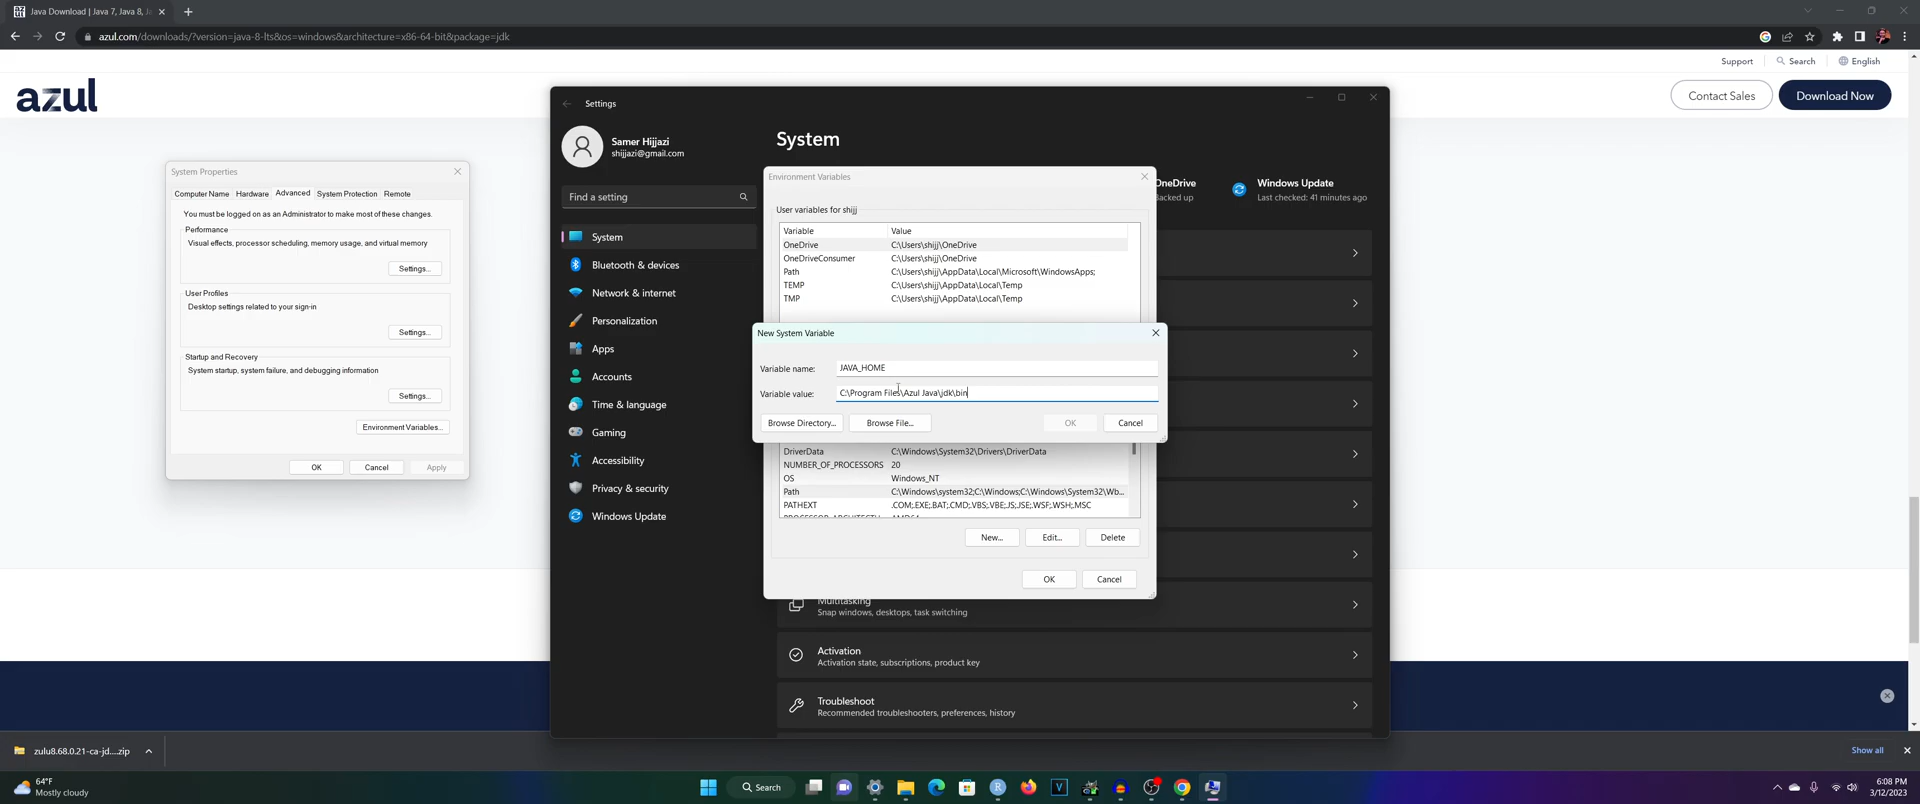 Java Download | Java 7, Java 8, Ja
azul.com/downloads/?version=java-8-lts&os=windows&architecture=x86-64-bit&package=jdk
Support
Search
English
azul
Contact Sales
Download Now
System Properties
Computer Name
Hardware
Advanced
System Protection
Remote
You must be logged on as an Administrator to make most of these changes.
Performance
Visual effects, processor scheduling, memory usage, and virtual memory
Settings...
User Profiles
Desktop settings related to your sign-in
Settings...
Startup and Recovery
System startup, system failure, and debugging information
Settings...
Environment Variables...
OK
Cancel
Apply
Settings
Samer Hijjazi
shijjazi@gmail.com
Find a setting
System
Bluetooth & devices
Network & internet
Personalization
Apps
Accounts
Time & language
Gaming
Accessibility
Privacy & security
Windows Update
System
OneDrive
Backed up
Windows Update
Last checked: 41 minutes ago
Environment Variables
User variables for shijj
Variable Value
OneDrive C:\Users\shijj\OneDrive
OneDriveConsumer C:\Users\shijj\OneDrive
Path C:\Users\shijj\AppData\Local\Microsoft\WindowsApps;
TEMP C:\Users\shijj\AppData\Local\Temp
TMP C:\Users\shijj\AppData\Local\Temp
New System Variable
Variable name: JAVA_HOME
Variable value: C:\Program Files\Azul Java\jdk\bin
Browse Directory...
Browse File...
OK
Cancel
DriverData C:\Windows\System32\Drivers\DriverData
NUMBER_OF_PROCESSORS 20
OS Windows_NT
Path C:\Windows\system32;C:\Windows;C:\Windows\System32\Wb...
PATHEXT .COM;.EXE;.BAT;.CMD;.VBS;.VBE;.JS;.JSE;.WSF;.WSH;.MSC
New...
Edit...
Delete
OK
Cancel
Multitasking
Snap windows, desktops, task switching
Activation
Activation state, subscriptions, product key
Troubleshoot
Recommended troubleshooters, preferences, history
zulu8.68.0.21-ca-jd....zip
Show all
64°F
Mostly cloudy
Search
6:08 PM
3/12/2023